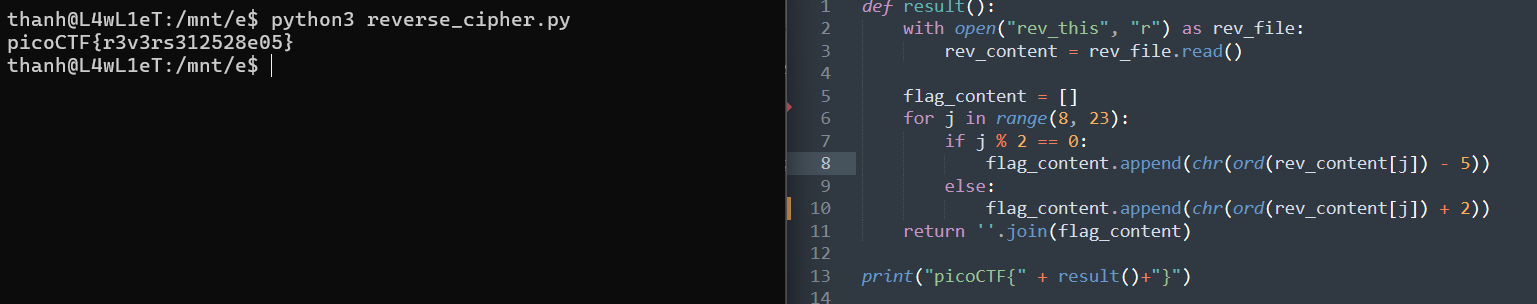 thanh@L4wL1eT:/mnt/e$ python3 reverse_cipher.py
picoCTF{r3v3rs312528e05}
thanh@L4wL1eT:/mnt/e$
1 def result():
2     with open("rev_this", "r") as rev_file:
3         rev_content = rev_file.read()
4
5     flag_content = []
6     for j in range(8, 23):
7         if j % 2 == 0:
8             flag_content.append(chr(ord(rev_content[j]) - 5))
9         else:
10             flag_content.append(chr(ord(rev_content[j]) + 2))
11     return ''.join(flag_content)
12
13 print("picoCTF{" + result()+"}")
14